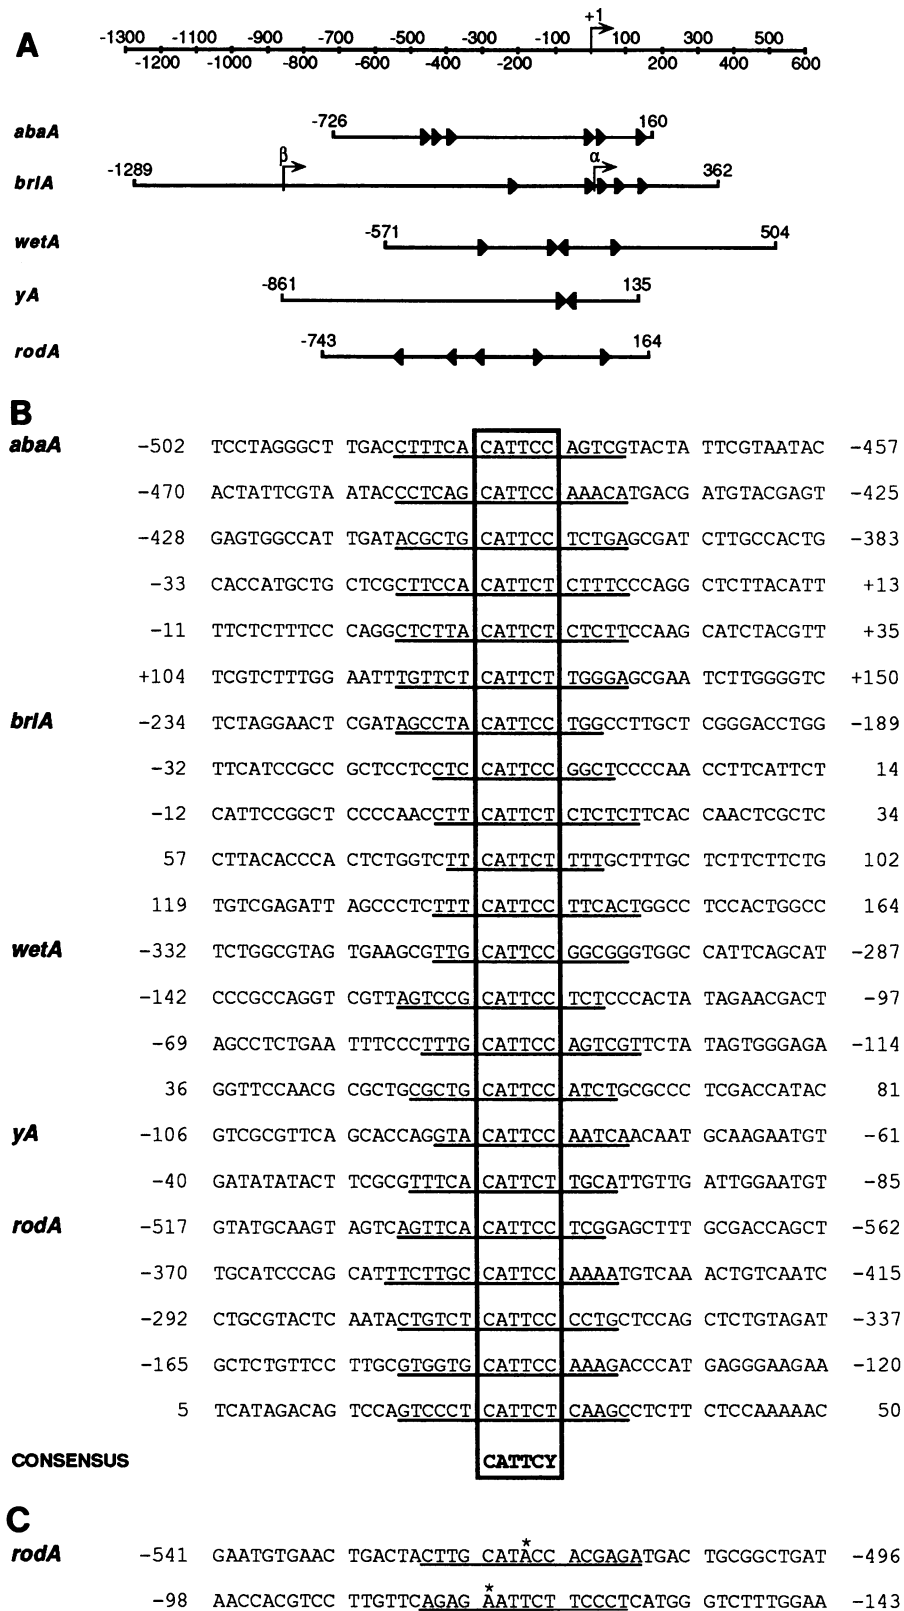 A
+1
-1300 -1100 -900 -700 -500 -300 -100 100 300 500
-1200 -1000 -800 -600 -400 -200 200 400 600
abaA -726 160
brlA -1289 β α 362
wetA -571 504
yA -861 135
rodA -743 164
B
abaA -502 TCCTAGGGCT TGACCTTTCA CATTCC AGTCGTACTA TTCGTAATAC -457
-470 ACTATTCGTA ATACCCTCAG CATTCC AAACATGACG ATGTACGAGT -425
-428 GAGTGGCCAT TGATACGCTG CATTCC TCTGAGCGAT CTTGCCACTG -383
-33 CACCATGCTG CTCGCTTCCA CATTCT CTTTCCCAGG CTCTTACATT +13
-11 TTCTCTTTCC CAGGCTCTTA CATTCT CTCTTCCAAG CATCTACGTT +35
+104 TCGTCTTTGG AATTTGTTCT CATTCT TGGGAGCGAA TCTTGGGGTC +150
brlA -234 TCTAGGAACT CGATAGCCTA CATTCC TGGCCTTGCT CGGGACCTGG -189
-32 TTCATCCGCC GCTCCTCCTC CATTCC GGCTCCCCAA CCTTCATTCT 14
-12 CATTCCGGCT CCCCAACCTT CATTCT CTCTCTTCAC CAACTCGCTC 34
57 CTTACACCCA CTCTGGTCTT CATTCT TTTGCTTTGC TCTTCTTCTG 102
119 TGTCGAGATT AGCCCTCTTT CATTCC TTCACTGGCC TCCACTGGCC 164
wetA -332 TCTGGCGTAG TGAAGCGTTG CATTCC GGCGGGTGGC CATTCAGCAT -287
-142 CCCGCCAGGT CGTTAGTCCG CATTCC TCTCCCACTA TAGAACGACT -97
-69 AGCCTCTGAA TTTCCCTTTG CATTCC AGTCGTTCTA TAGTGGGAGA -114
36 GGTTCCAACG CGCTGCGCTG CATTCC ATCTGCGCCC TCGACCATAC 81
yA -106 GTCGCGTTCA GCACCAGGTA CATTCC AATCAACAAT GCAAGAATGT -61
-40 GATATATACT TCGCGTTTCA CATTCT TGCATTGTTG ATTGGAATGT -85
rodA -517 GTATGCAAGT AGTCAGTTCA CATTCC TCGGAGCTTT GCGACCAGCT -562
-370 TGCATCCCAG CATTTCTTGC CATTCC AAAATGTCAA ACTGTCAATC -415
-292 CTGCGTACTC AATACTGTCT CATTCC CCTGCTCCAG CTCTGTAGAT -337
-165 GCTCTGTTCC TTGCGTGGTG CATTCC AAAGACCCAT GAGGGAAGAA -120
5 TCATAGACAG TCCAGTCCCT CATTCT CAAGCCTCTT CTCCAAAAAC 50
CONSENSUS CATTCY
C
*
rodA -541 GAATGTGAAC TGACTACTTG CATACC ACGAGATGAC TGCGGCTGAT -496
*
-98 AACCACGTCC TTGTTCAGAG AATTCT TCCCTCATGG GTCTTTGGAA -143